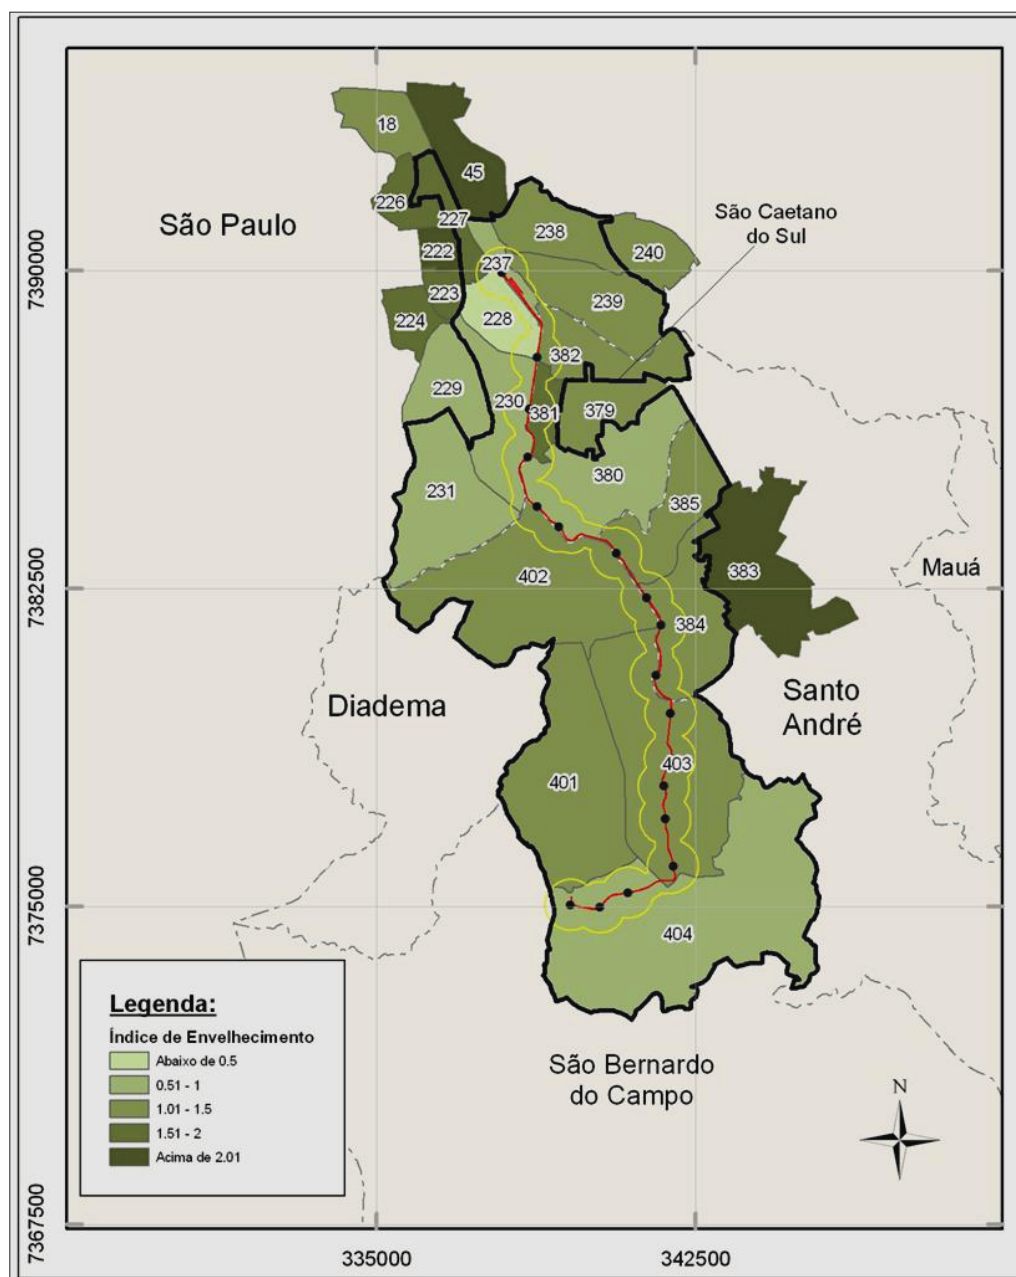 18
45
226
São Paulo
227
238
São Caetano
do Sul
222
240
7390000
237
223
239
224
228
382
229
230
381
379
231
380
385
402
383
Mauá
7382500
384
Diadema
Santo
André
401
403
7375000
404
Legenda:
Índice de Envelhecimento
Abaixo de 0.5
0.51 - 1
1.01 - 1.5
1.51 - 2
Acima de 2.01
São Bernardo
do Campo
N
7367500
335000
342500